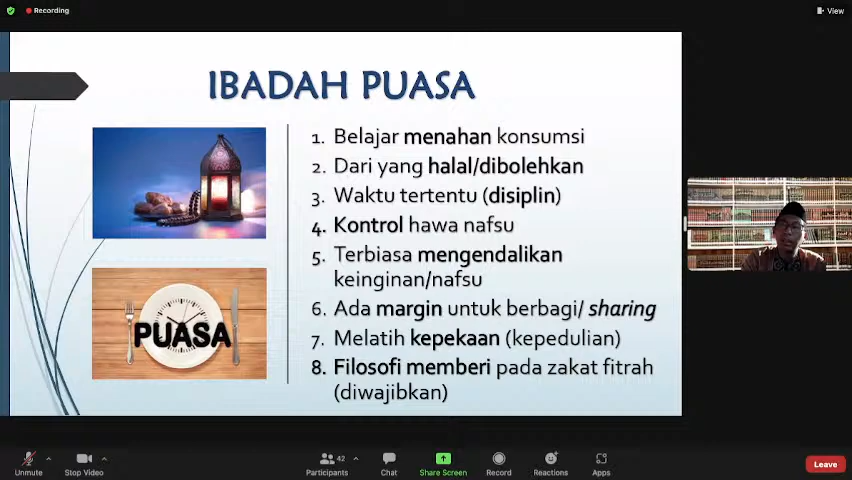 Recording
View
IBADAH PUASA
1. Belajar menahan konsumsi
2. Dari yang halal/dibolehkan
3. Waktu tertentu (disiplin)
4. Kontrol hawa nafsu
5. Terbiasa mengendalikan
keinginan/nafsu
6. Ada margin untuk berbagi/ sharing
7. Melatih kepekaan (kepedulian)
8. Filosofi memberi pada zakat fitrah
(diwajibkan)
PUASA
Unmute
Stop Video
42
Participants
Chat
Share Screen
Record
Reactions
Apps
Leave